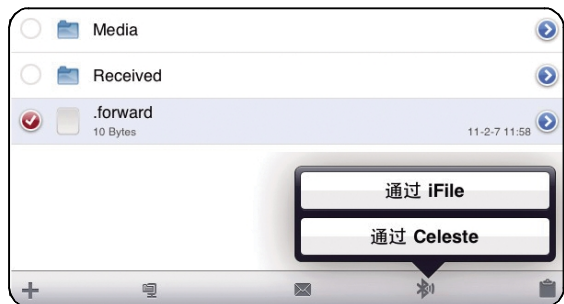 Media
Received
.forward
10 Bytes
11-2-7 11:58
通过 iFile
通过 Celeste